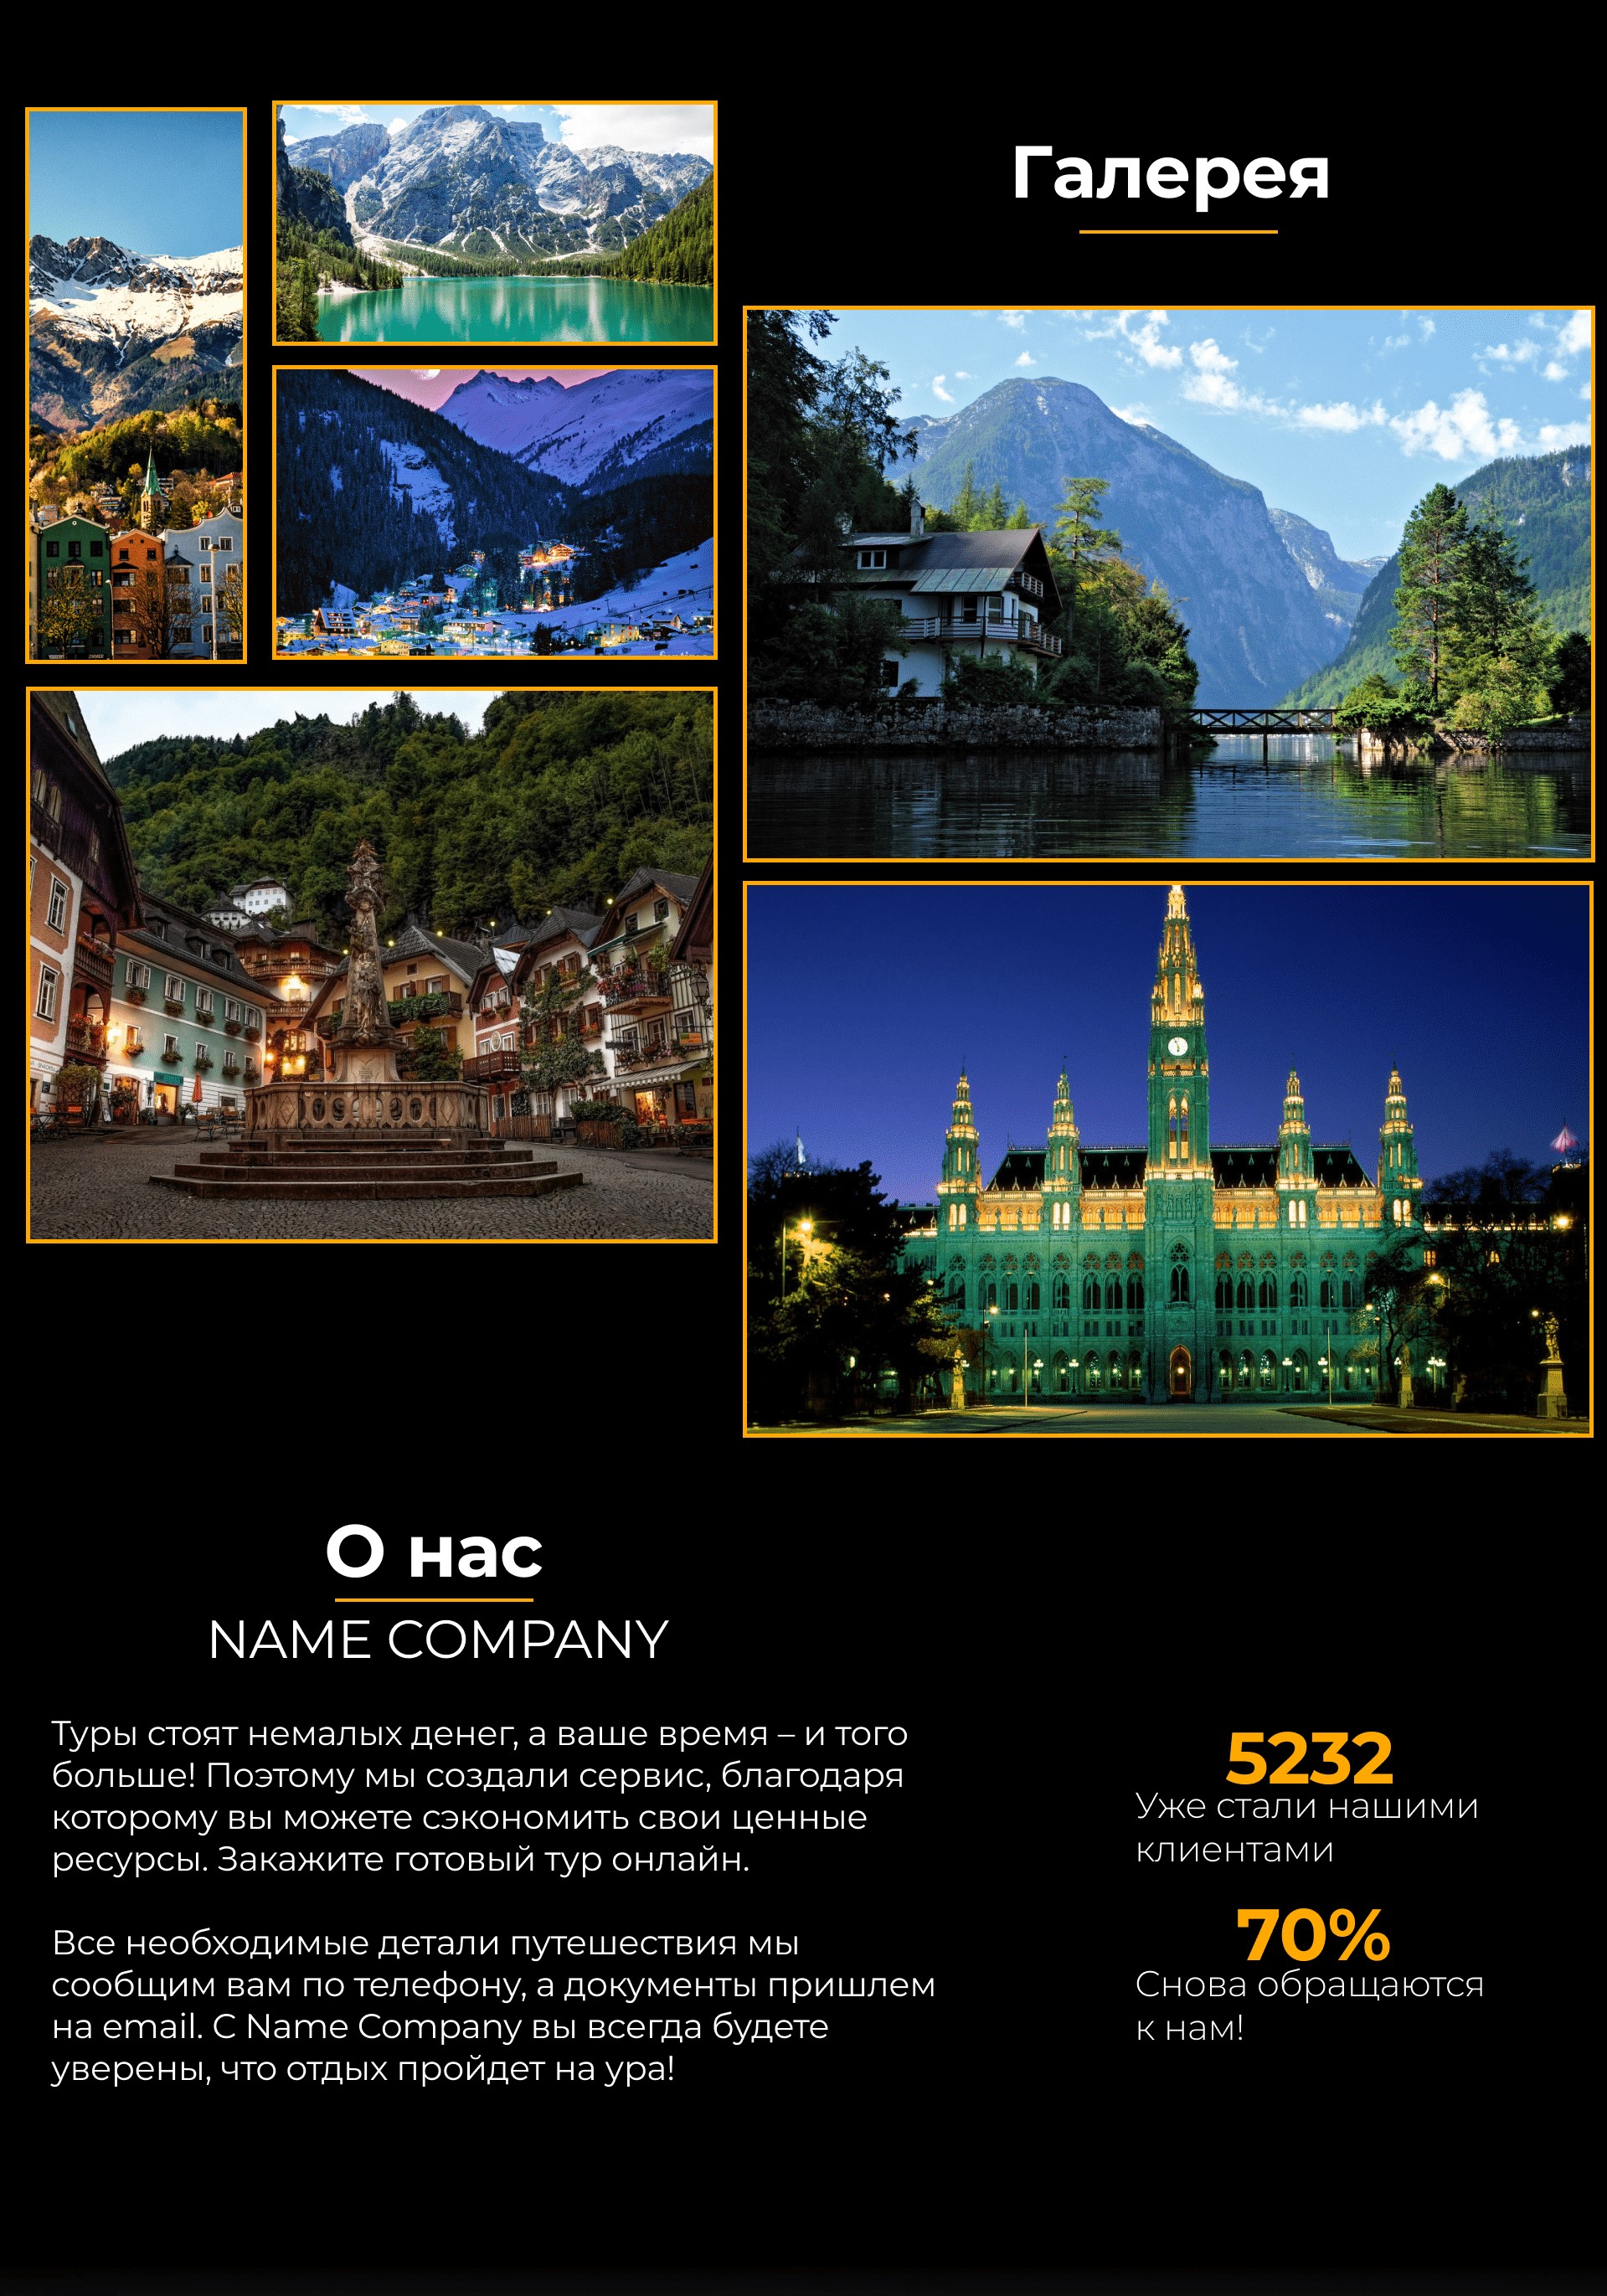 Галерея
О нас
NAME COMPANY
Туры стоят немалых денег, а ваше время – и того
больше! Поэтому мы создали сервис, благодаря
которому вы можете сэкономить свои ценные
ресурсы. Закажите готовый тур онлайн.
Все необходимые детали путешествия мы
сообщим вам по телефону, а документы пришлем
на email. С Name Company вы всегда будете
уверены, что отдых пройдет на ура!
5232
Уже стали нашими
клиентами
70%
Снова обращаются
к нам!